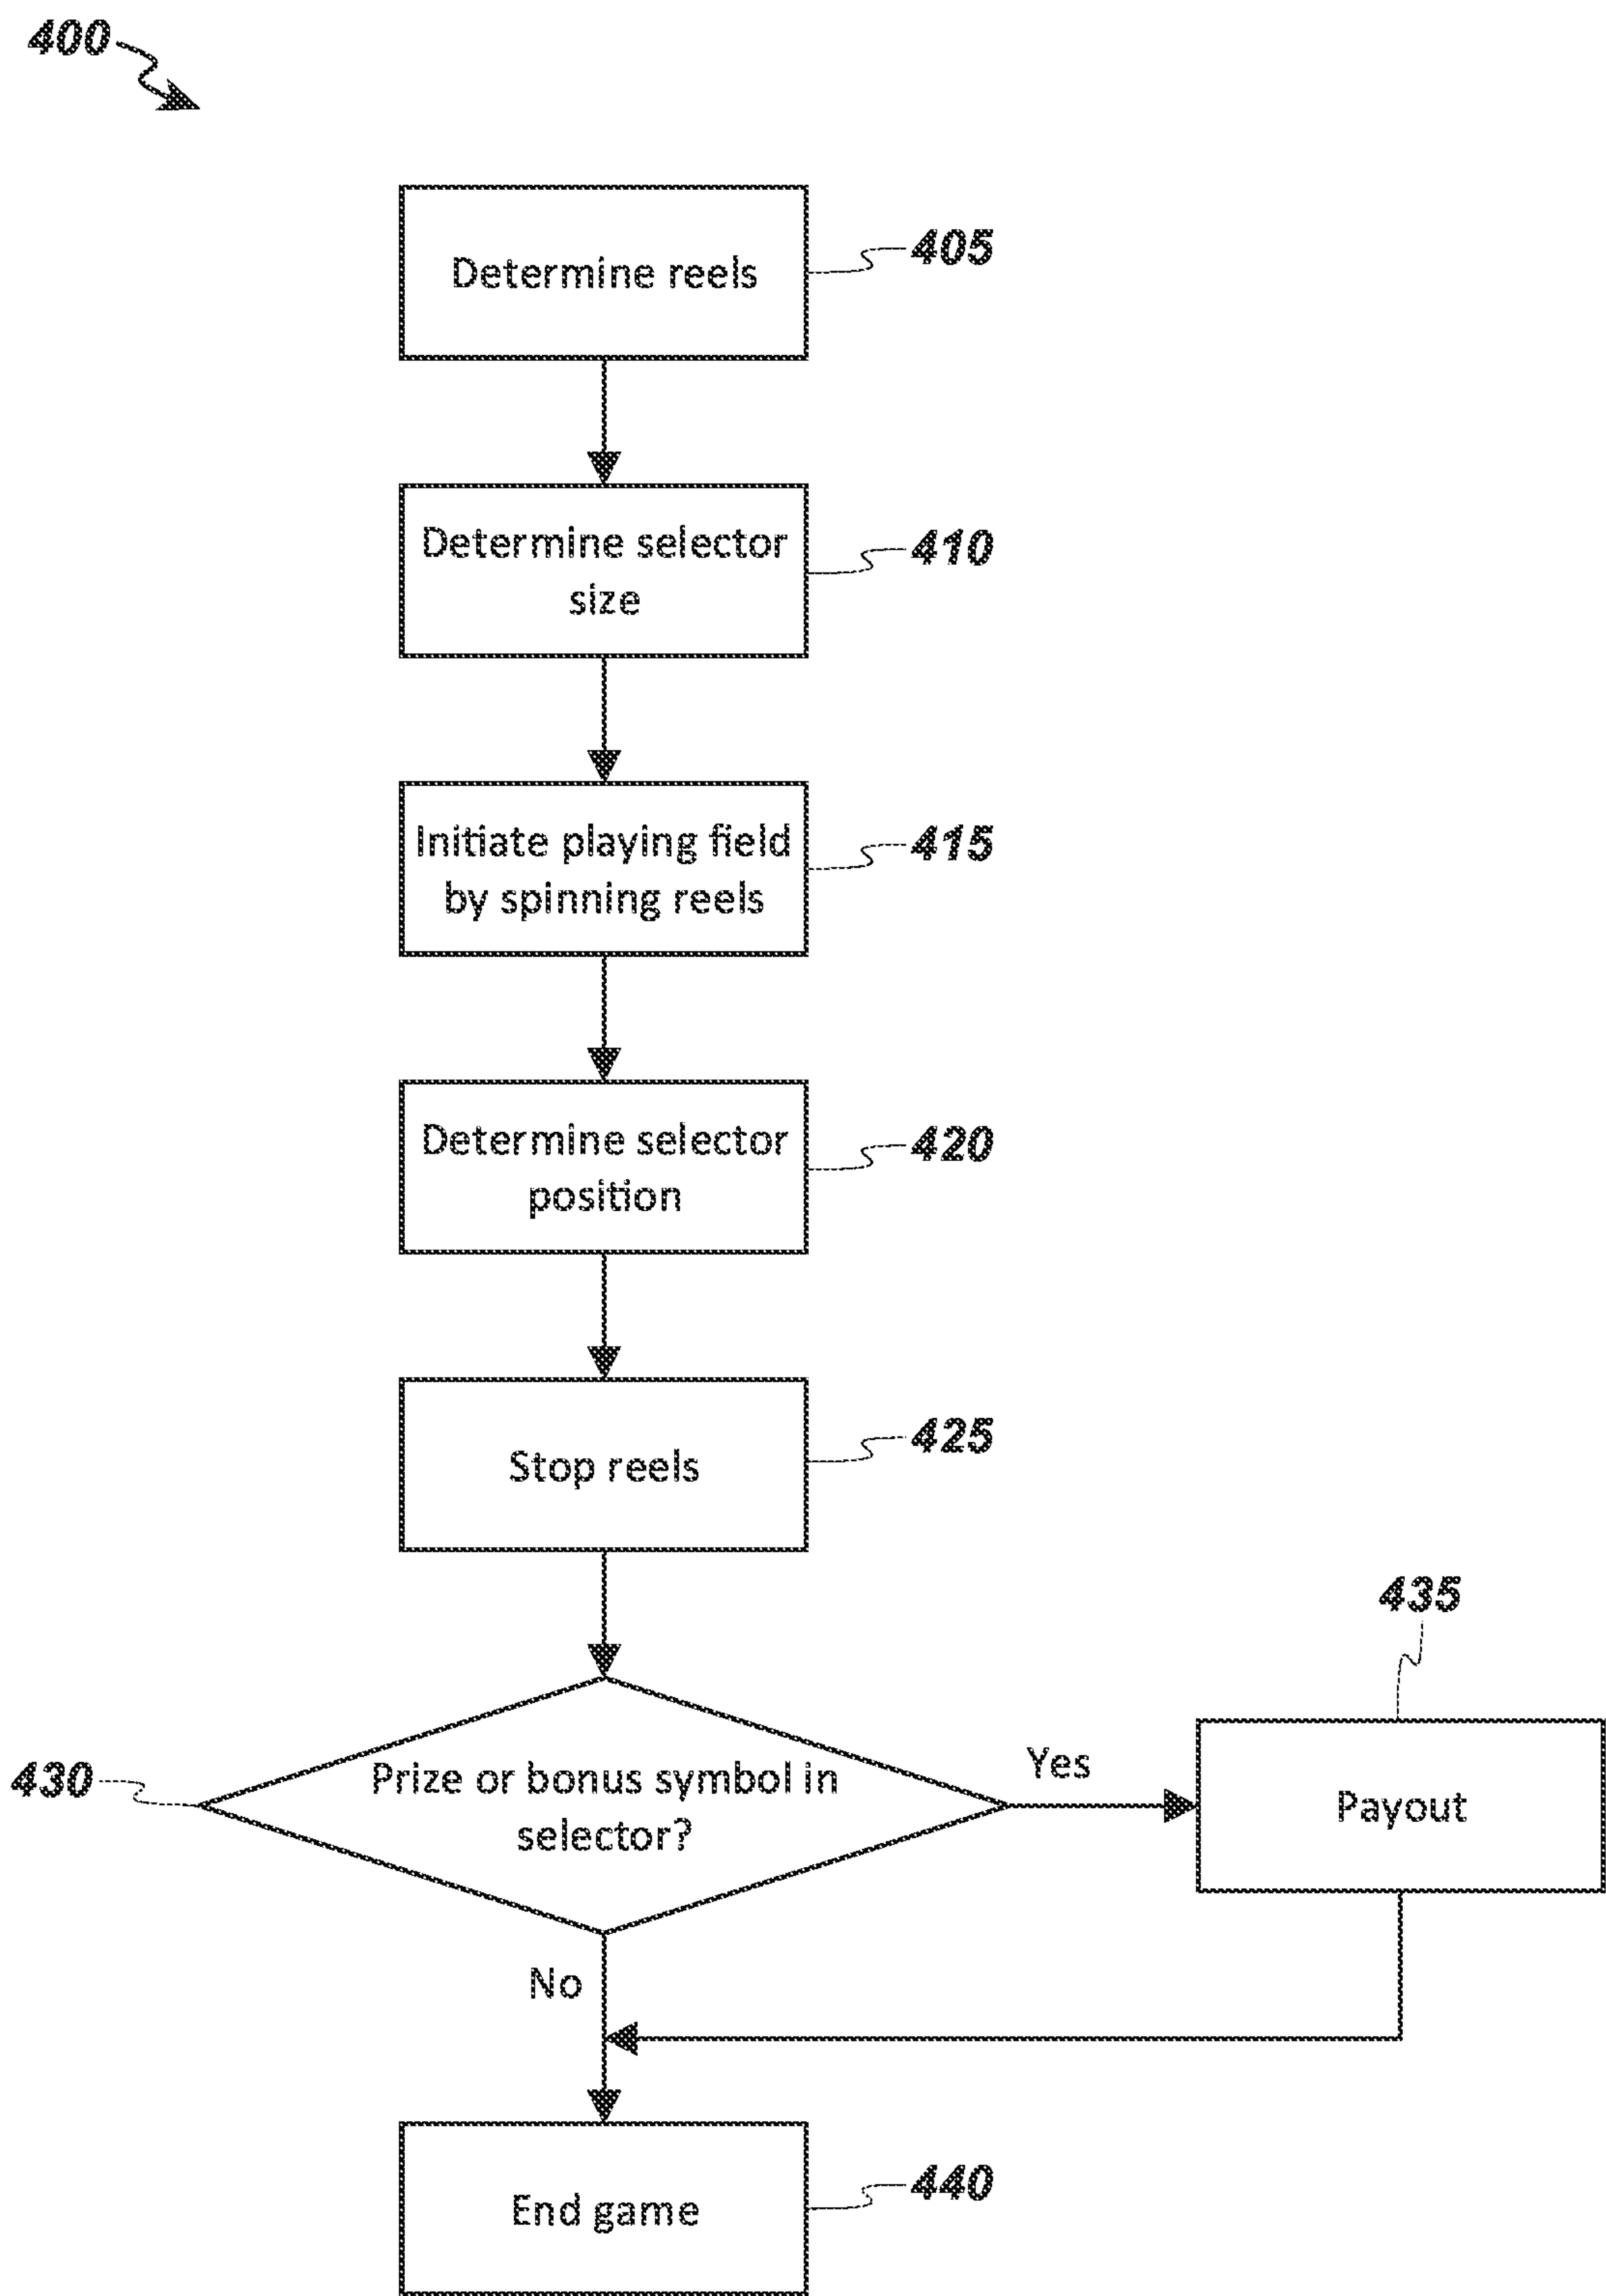 400
Determine reels
405
Determine selector
size
410
Initiate playing field
by spinning reels
415
Determine selector
position
420
Stop reels
425
435
430
Prize or bonus symbol in
selector?
Yes
Payout
No
End game
440